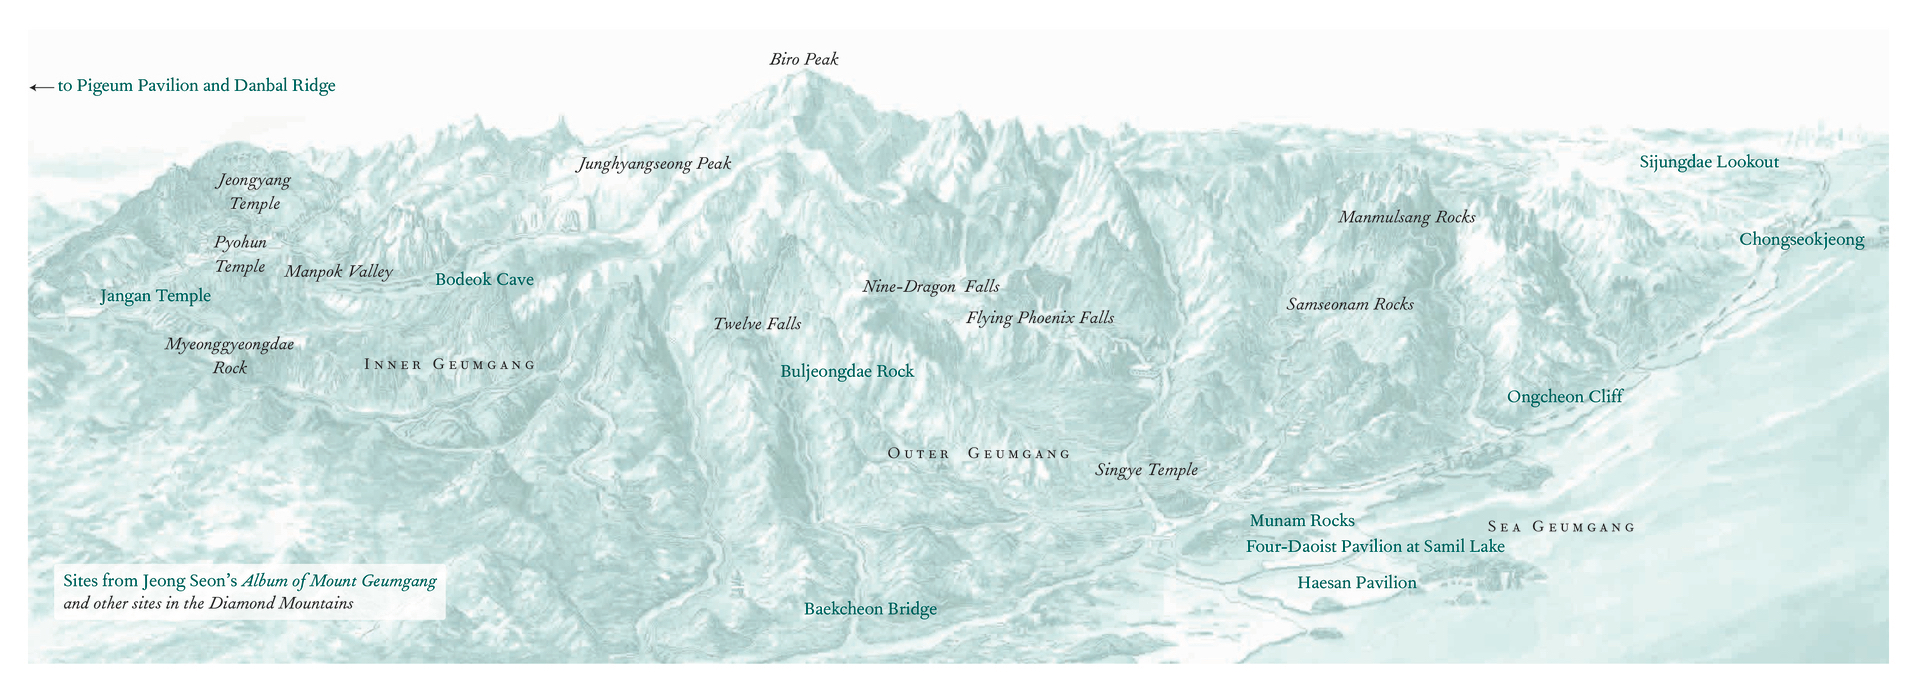 Biro Peak
← to Pigeum Pavilion and Danbal Ridge
Junghyangseong Peak
Sijungdae Lookout
Jeongyang
Temple
Manmulsang Rocks
Pyohun
Temple
Chongseokjeong
Manpok Valley
Bodeok Cave
Nine-Dragon Falls
Jangan Temple
Samseonam Rocks
Flying Phoenix Falls
Twelve Falls
Myeonggyeongdae
Rock
INNER GEUMGANG
Buljeongdae Rock
Ongcheon Cliff
OUTER GEUMGANG
Singye Temple
Munam Rocks
SEA GEUMGANG
Four-Daoist Pavilion at Samil Lake
Haesan Pavilion
Sites from Jeong Seon’s Album of Mount Geumgang
and other sites in the Diamond Mountains
Baekcheon Bridge